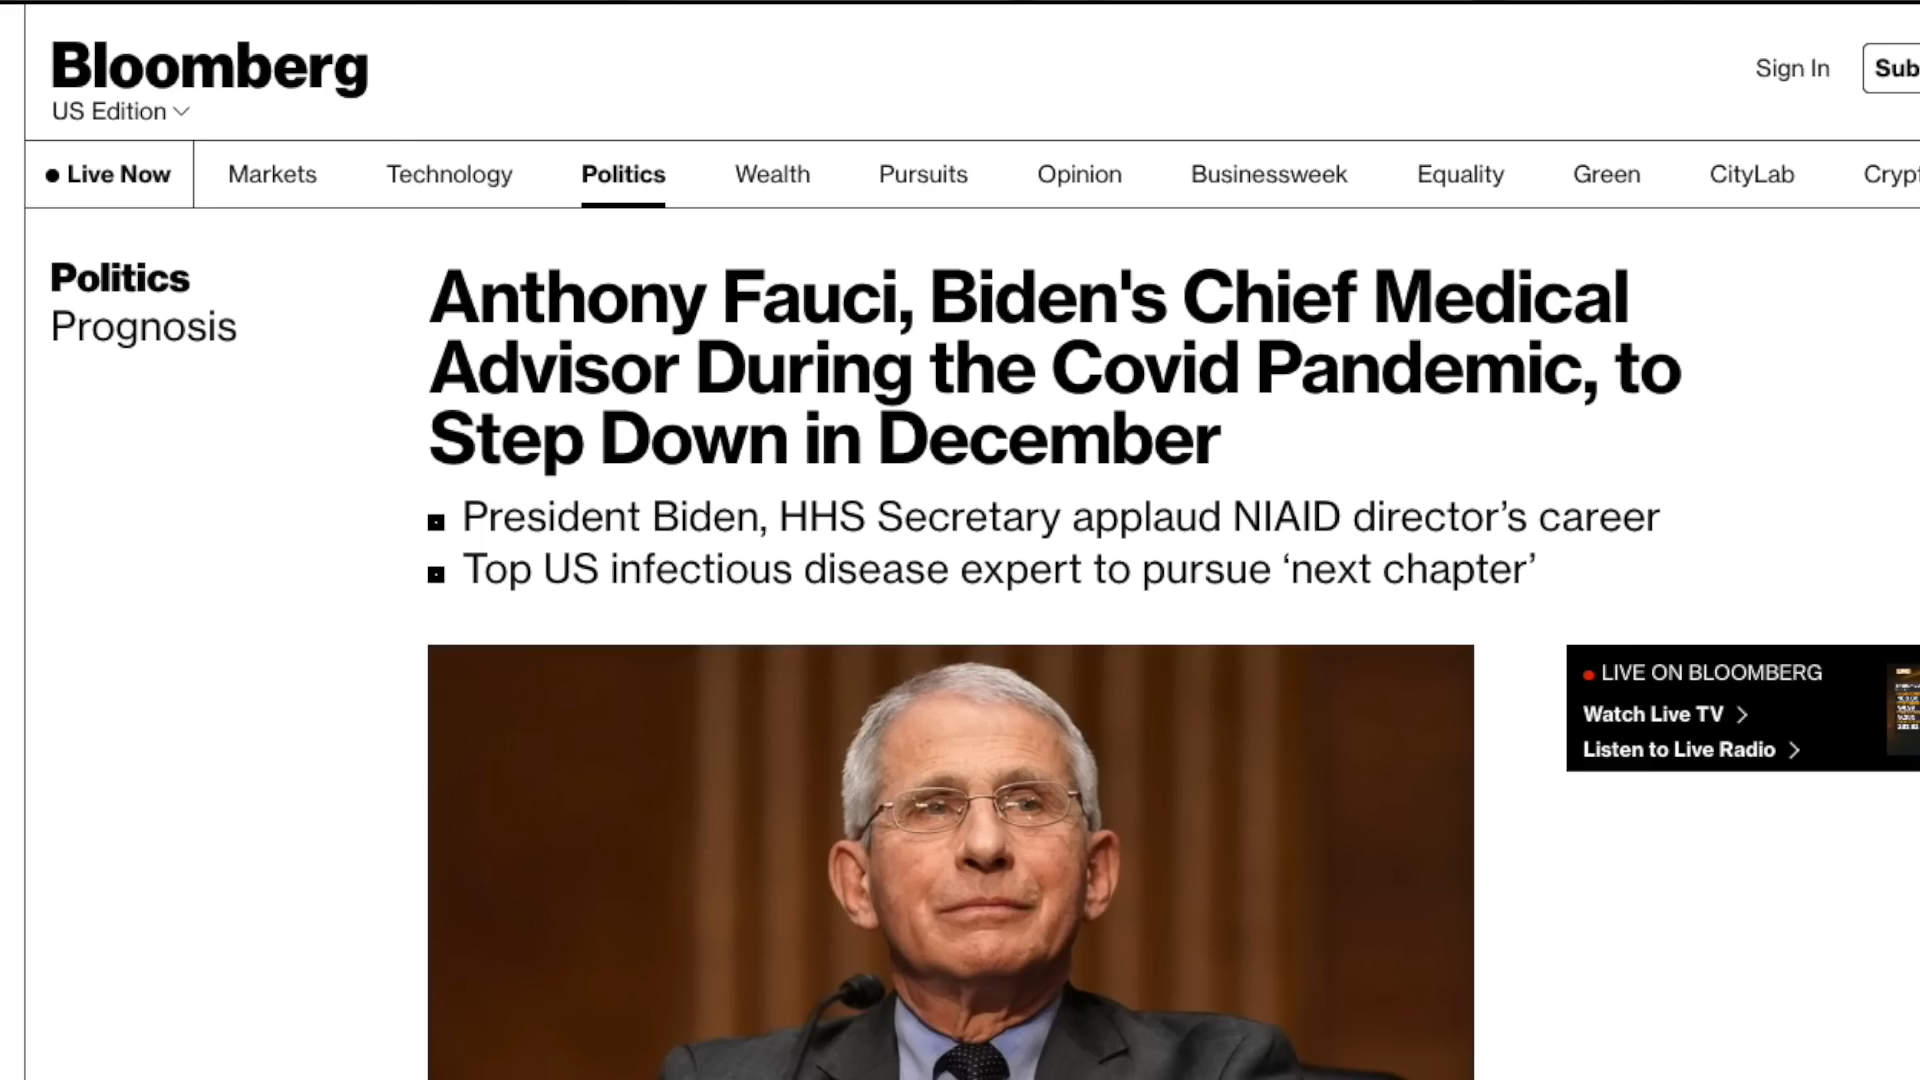 Bloomberg
US Edition
Sign In
Sub
Live Now
Markets
Technology
Politics
Wealth
Pursuits
Opinion
Businessweek
Equality
Green
CityLab
Cryp
Politics
Prognosis
Anthony Fauci, Biden's Chief Medical
Advisor During the Covid Pandemic, to
Step Down in December
President Biden, HHS Secretary applaud NIAID director’s career
Top US infectious disease expert to pursue ‘next chapter’
LIVE ON BLOOMBERG
Watch Live TV
Listen to Live Radio